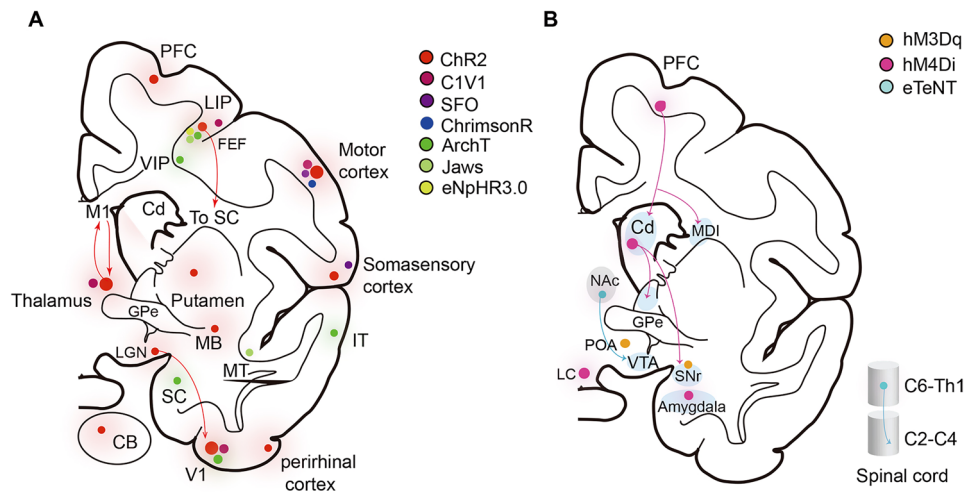 A
PFC
LIP
FEF
VIP
Motor
cortex
M1
Cd
To SC
Thalamus
Putamen
GPe
Somasensory
cortex
MB
IT
LGN
MT
SC
CB
V1
perirhinal
cortex
ChR2
C1V1
SFO
ChrimsonR
ArchT
Jaws
eNpHR3.0
B
PFC
hM3Dq
hM4Di
eTeNT
Cd
MDI
NAc
GPe
POA
VTA
LC
SNr
Amygdala
C6-Th1
C2-C4
Spinal cord